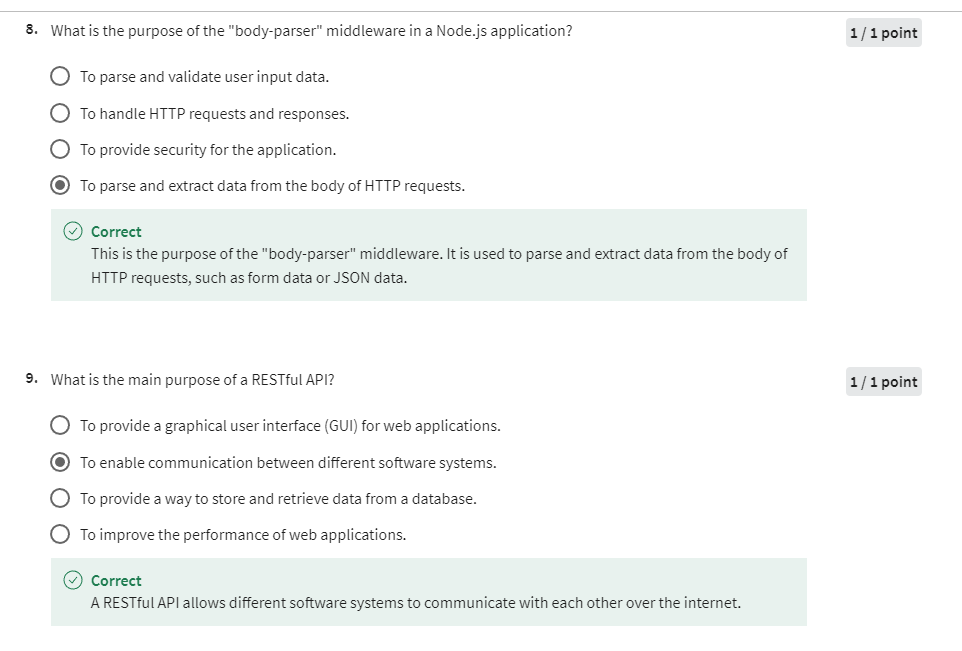 8. What is the purpose of the "body-parser" middleware in a Node.js application?
1 / 1 point
To parse and validate user input data.
To handle HTTP requests and responses.
To provide security for the application.
To parse and extract data from the body of HTTP requests.
Correct
This is the purpose of the "body-parser" middleware. It is used to parse and extract data from the body of
HTTP requests, such as form data or JSON data.
9. What is the main purpose of a RESTful API?
1 / 1 point
To provide a graphical user interface (GUI) for web applications.
To enable communication between different software systems.
To provide a way to store and retrieve data from a database.
To improve the performance of web applications.
Correct
A RESTful API allows different software systems to communicate with each other over the internet.